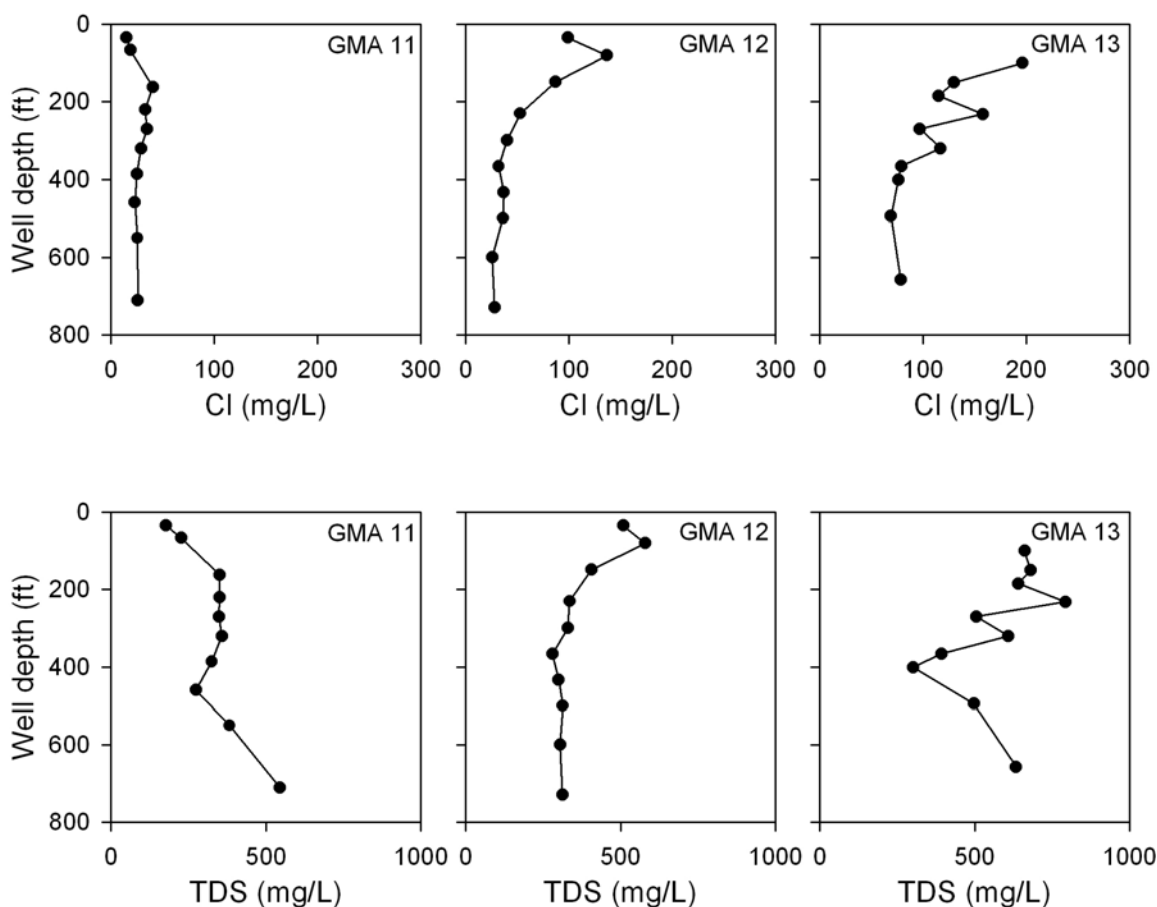 0
200
400
600
800
Well depth (ft)
GMA 11
GMA 12
GMA 13
0 100 200 300
0 100 200 300
0 100 200 300
Cl (mg/L)
Cl (mg/L)
Cl (mg/L)
0
200
400
600
800
Well depth (ft)
GMA 11
GMA 12
GMA 13
0 500 1000
0 500 1000
0 500 1000
TDS (mg/L)
TDS (mg/L)
TDS (mg/L)